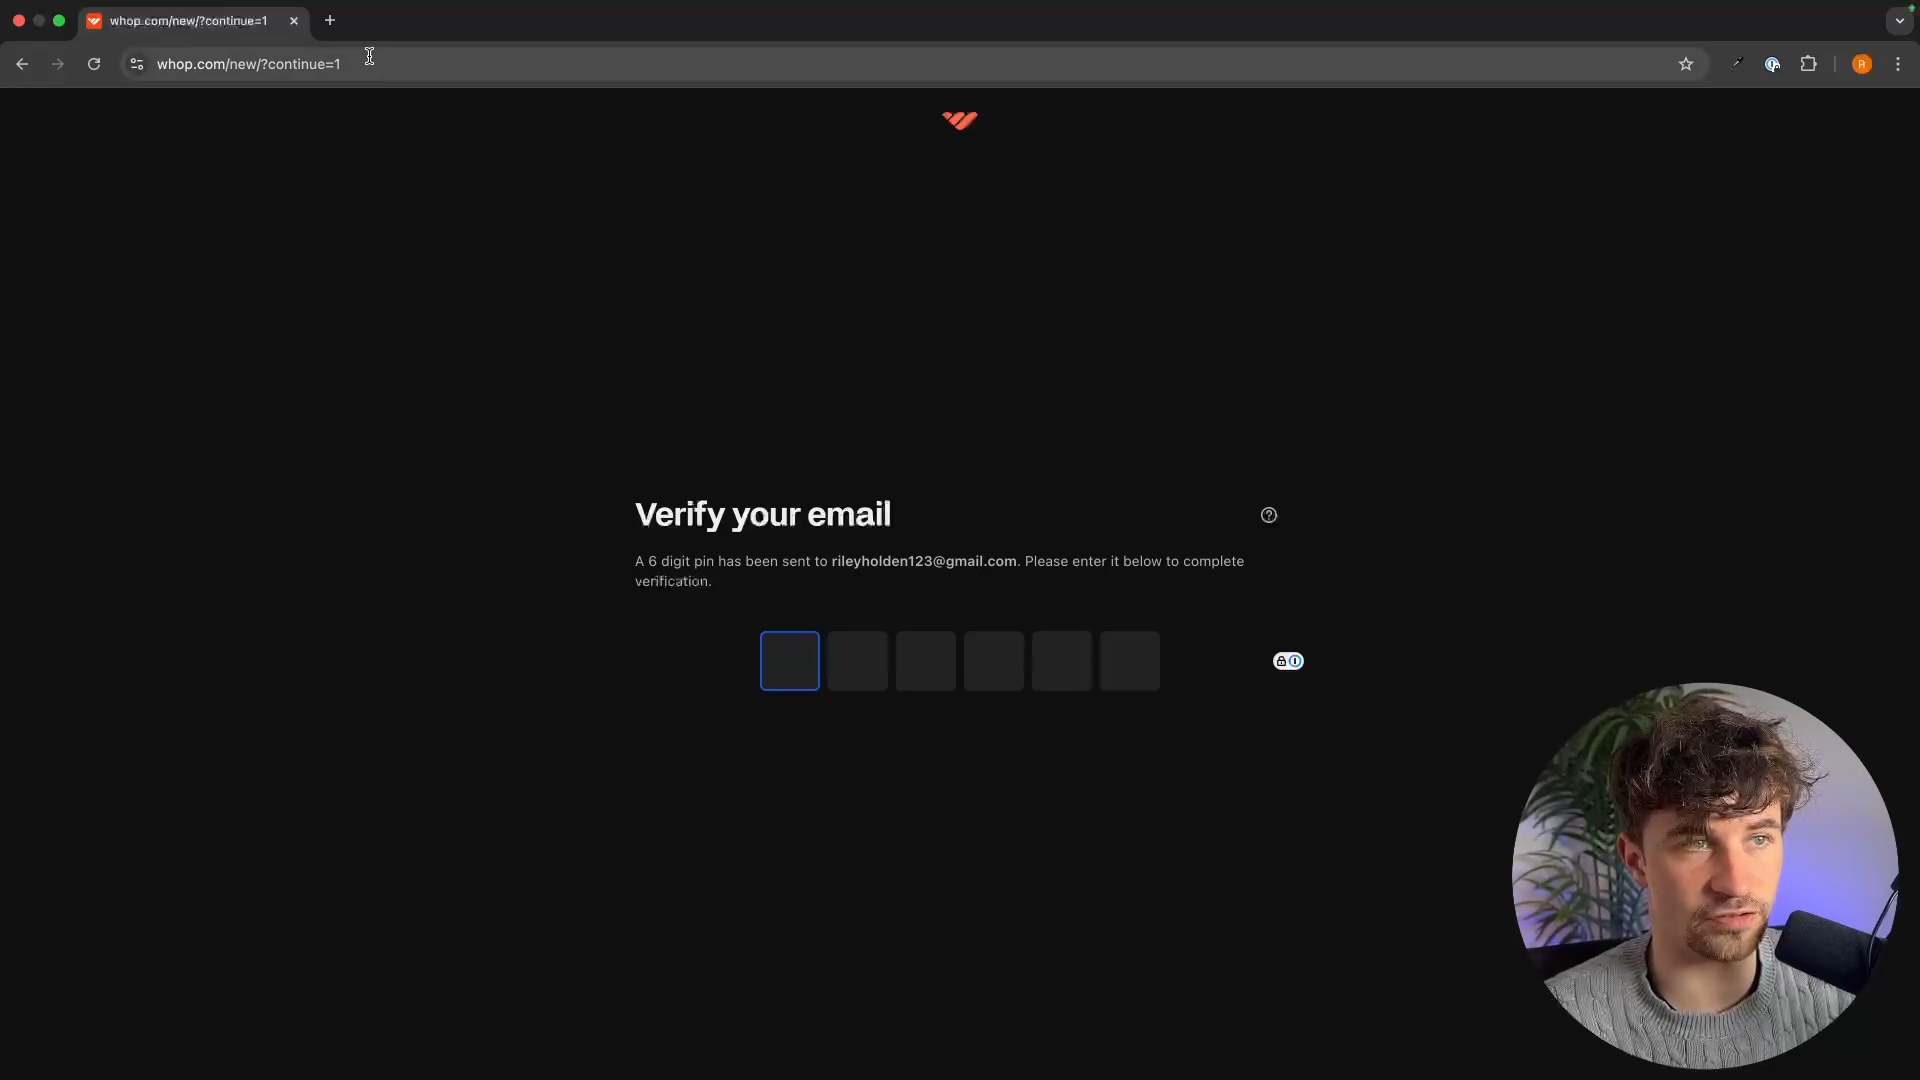 whop.com/new/?continue=1
whop.com/new/?continue=1
R
Verify your email
A 6 digit pin has been sent to rileyholden123@gmail.com. Please enter it below to complete
verification.